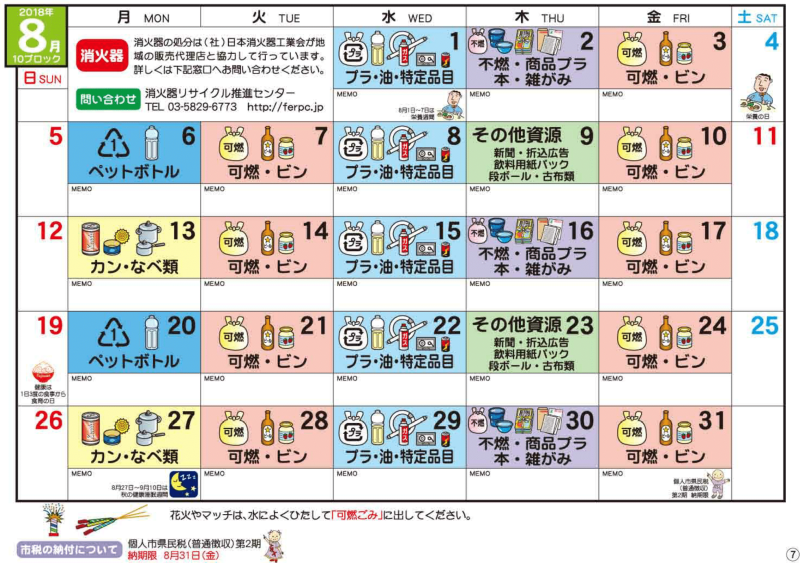 2018年
8月
10ブロック
日 SUN
月 MON
火 TUE
水 WED
木 THU
金 FRI
土 SAT
消火器
消火器の処分は(社)日本消火器工業会が地
域の販売代理店と協力して行っています。
詳しくは下記窓口へお問い合わせください。
問い合わせ
消火器リサイクル推進センター
TEL 03-5829-6773 http://ferpc.jp
1
プラ・油・特定品目
MEMO
8月1日~7日は
栄養週間
不燃
2
不燃・商品プラ
本・雑がみ
MEMO
可燃
3
可燃・ビン
MEMO
4
栄養の日
5
1
6
ペットボトル
MEMO
可燃
7
可燃・ビン
MEMO
プラ
8
プラ・油・特定品目
MEMO
その他資源
9
新聞・折込広告
飲料用紙パック
段ボール・古布類
MEMO
可燃
10
可燃・ビン
MEMO
11
12
13
カン・なべ類
MEMO
可燃
14
可燃・ビン
MEMO
プラ
15
プラ・油・特定品目
MEMO
不燃
16
不燃・商品プラ
本・雑がみ
MEMO
可燃
17
可燃・ビン
MEMO
18
19
健康は
1日3度の食事から
食育の日
1
20
ペットボトル
MEMO
可燃
21
可燃・ビン
MEMO
プラ
22
プラ・油・特定品目
MEMO
その他資源
23
新聞・折込広告
飲料用紙パック
段ボール・古布類
MEMO
可燃
24
可燃・ビン
MEMO
25
26
27
カン・なべ類
MEMO
8月27日~9月10日は
秋の健康睡眠週間
可燃
28
可燃・ビン
MEMO
プラ
29
プラ・油・特定品目
MEMO
不燃
30
不燃・商品プラ
本・雑がみ
MEMO
可燃
31
可燃・ビン
MEMO
個人市県民税
(普通徴収)
第2期 納期限
花火やマッチは、水によくひたして「可燃ごみ」に出してください。
市税の納付について
個人市県民税(普通徴収)第2期
納期限 8月31日(金)
⑦